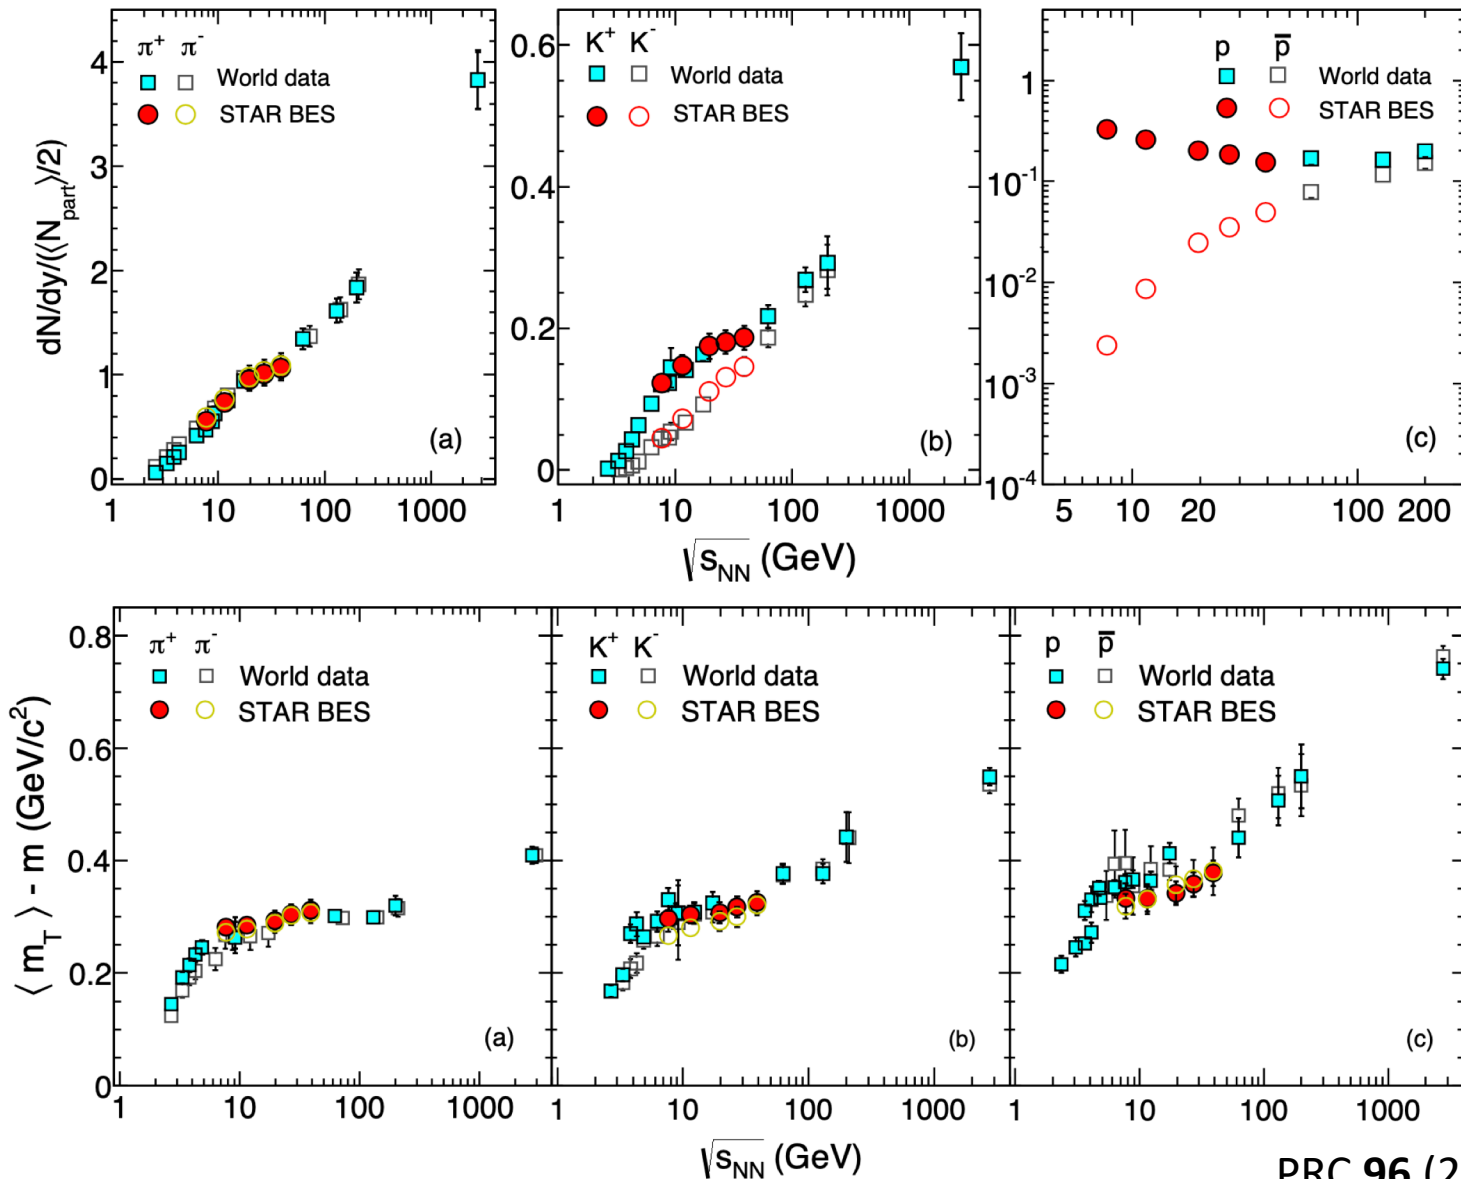 π+ π-
World data
STAR BES
dN/dy/(⟨N_part⟩/2)
4
3
2
1
0
(a)
1 10 100 1000
K+ K-
World data
STAR BES
0.6
0.4
0.2
0
(b)
1 10 100 1000
p p̅
World data
STAR BES
1
10^-1
10^-2
10^-3
10^-4
(c)
5 10 20 100 200
√s_NN (GeV)
⟨m_T⟩ - m (GeV/c^2)
0.8
0.6
0.4
0.2
0
π+ π-
World data
STAR BES
(a)
1 10 100 1000
K+ K-
World data
STAR BES
(b)
1 10 100 1000
p p̅
World data
STAR BES
(c)
1 10 100 1000
√s_NN (GeV)
PRC 96 (2